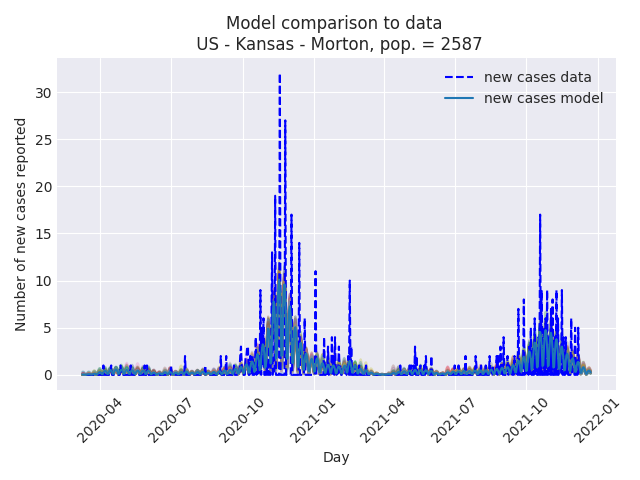 Model comparison to data
US - Kansas - Morton, pop. = 2587
new cases data
new cases model
Number of new cases reported
30
25
20
15
10
5
0
2020-04
2020-07
2020-10
2021-01
2021-04
2021-07
2021-10
2022-01
Day